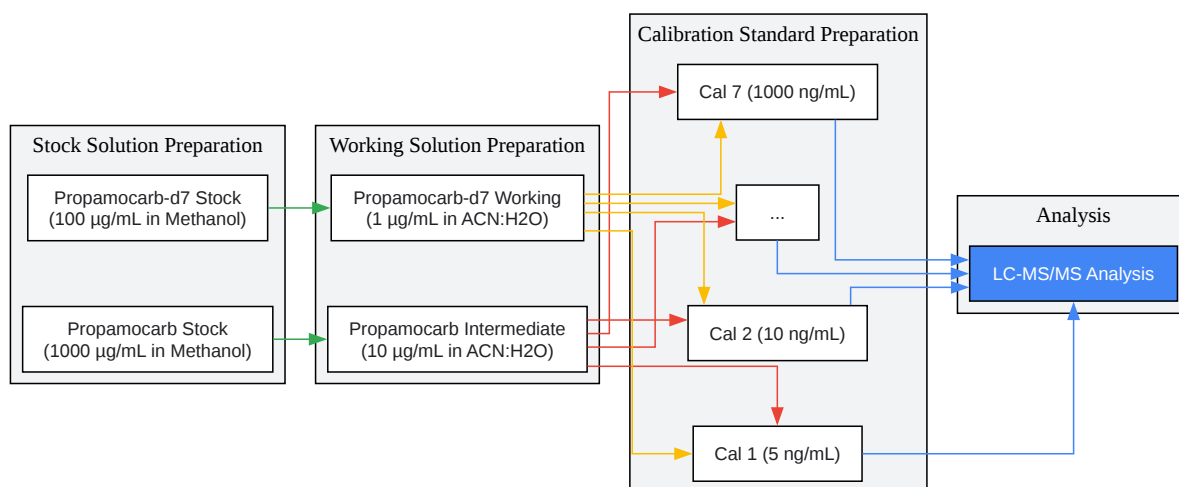 Stock Solution Preparation
Propamocarb-d7 Stock
(100 µg/mL in Methanol)
Propamocarb Stock
(1000 µg/mL in Methanol)
Working Solution Preparation
Propamocarb-d7 Working
(1 µg/mL in ACN:H2O)
Propamocarb Intermediate
(10 µg/mL in ACN:H2O)
Calibration Standard Preparation
Cal 7 (1000 ng/mL)
...
Cal 2 (10 ng/mL)
Cal 1 (5 ng/mL)
Analysis
LC-MS/MS Analysis